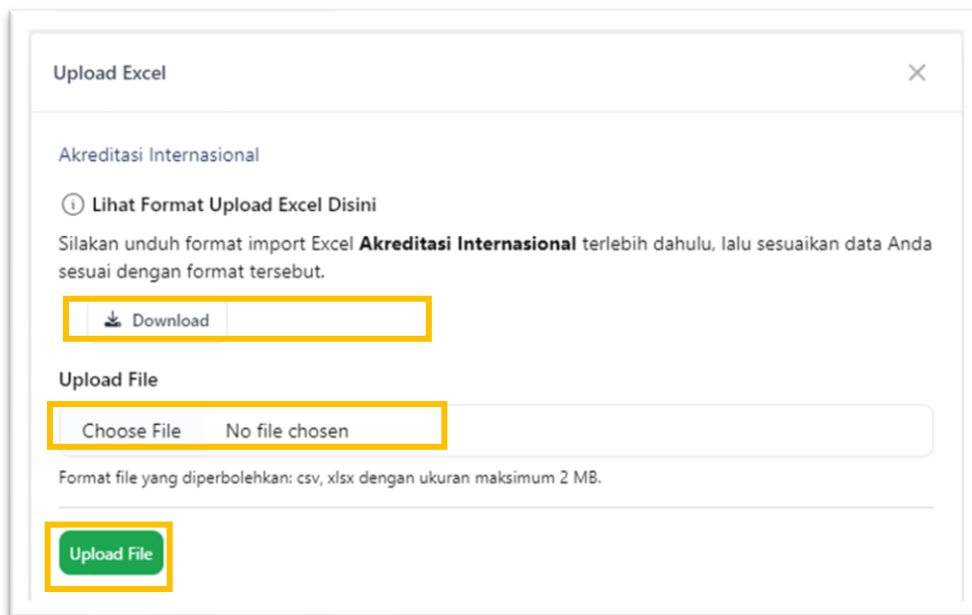 Upload Excel
Akreditasi Internasional
Lihat Format Upload Excel Disini
Silakan unduh format import Excel Akreditasi Internasional terlebih dahulu, lalu sesuaikan data Anda
sesuai dengan format tersebut.
Download
Upload File
Choose File No file chosen
Format file yang diperbolehkan: csv, xlsx dengan ukuran maksimum 2 MB.
Upload File